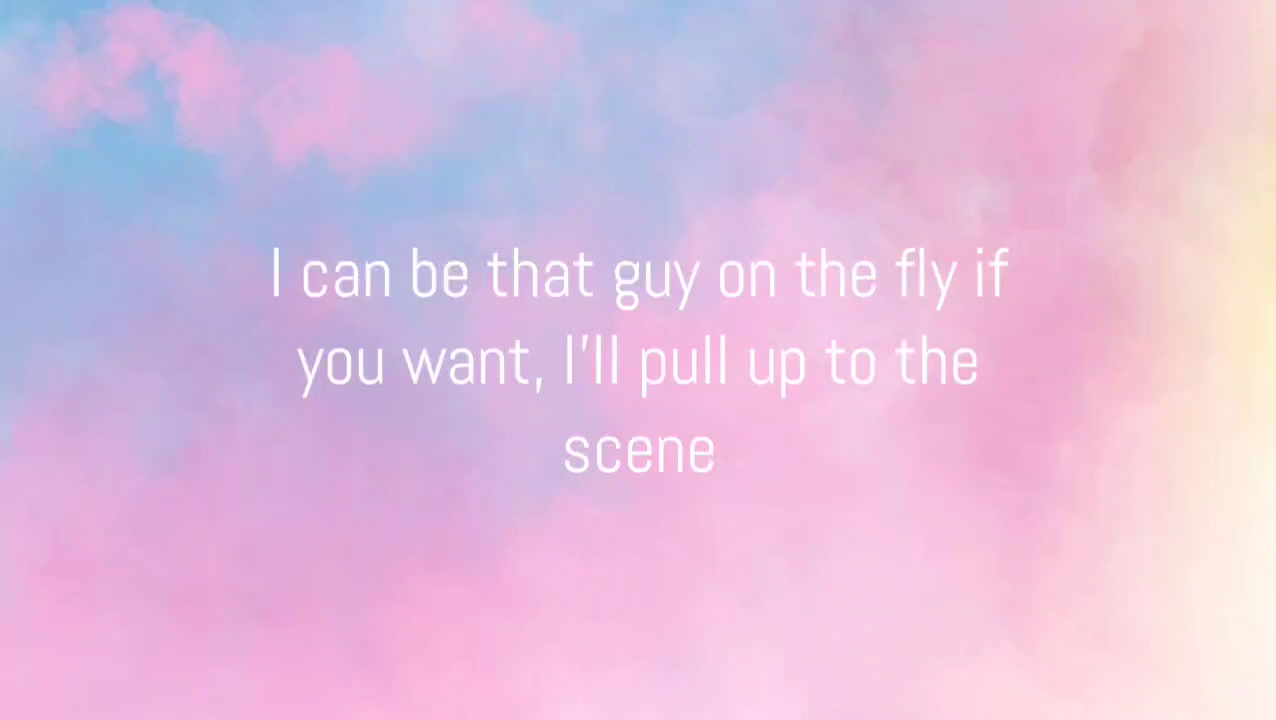 I can be that guy on the fly if
you want, I'll pull up to the
scene